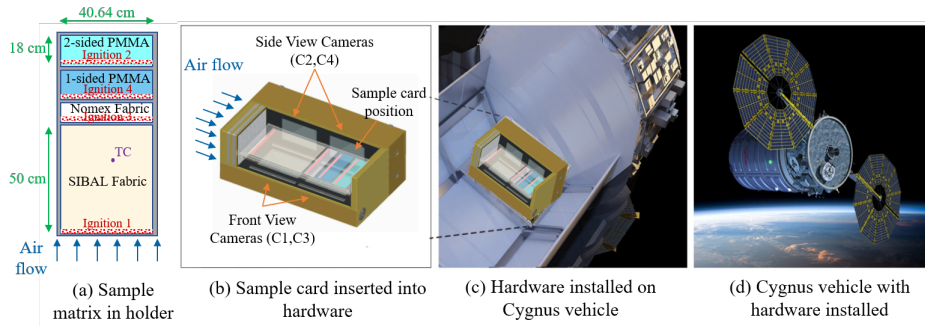 40.64 cm
18 cm
2-sided PMMA
Ignition 2
1-sided PMMA
Ignition 4
Nomex Fabric
TC
50 cm
SIBAL Fabric
Ignition 1
Air
flow
(a) Sample
matrix in holder
Side View Cameras
(C2,C4)
Air flow
Sample card
position
Front View
Cameras (C1,C3)
(b) Sample card inserted into
hardware
(c) Hardware installed on
Cygnus vehicle
(d) Cygnus vehicle with
hardware installed